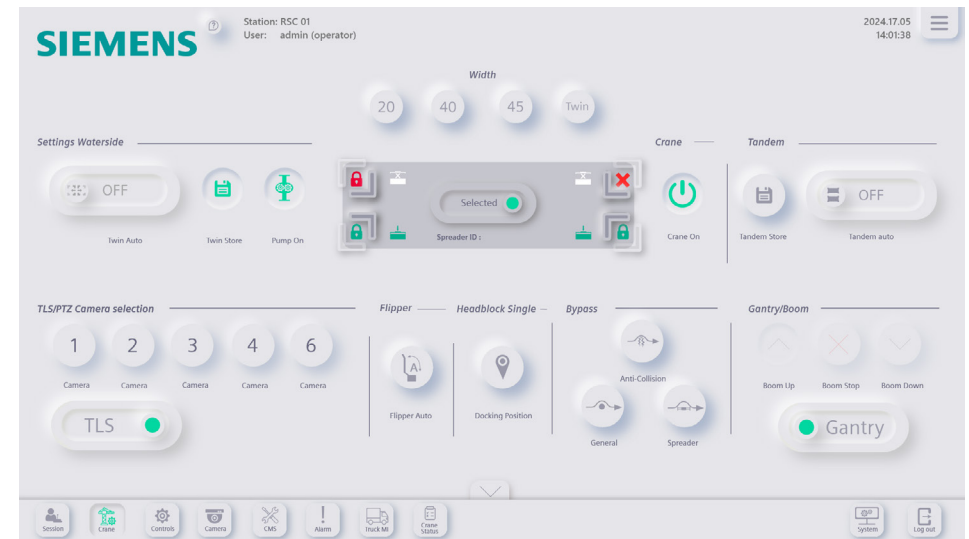 SIEMENS
?
Station: RSC 01
User: admin (operator)
2024.17.05
14:01:38
Width
20 40 45 Twin
Settings Waterside
Crane
Tandem
OFF
Selected
OFF
Twin Auto
Twin Store
Pump On
Spreader ID :
Crane On
Tandem Store
Tandem auto
TLS/PTZ Camera selection
Flipper
Headblock Single
Bypass
Gantry/Boom
1 2 3 4 6
Camera Camera Camera Camera Camera
A
Flipper Auto
Docking Position
Anti-Collision
General
Spreader
Boom Up
Boom Stop
Boom Down
TLS
Gantry
Session
Crane
Controls
Camera
CMS
Alarm
Truck MI
Crane
Status
System
Log out